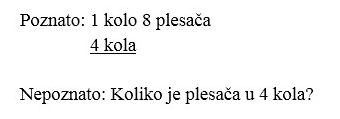 Poznato: 1 kolo 8 plesača
4 kola
Nepoznato: Koliko je plesača u 4 kola?